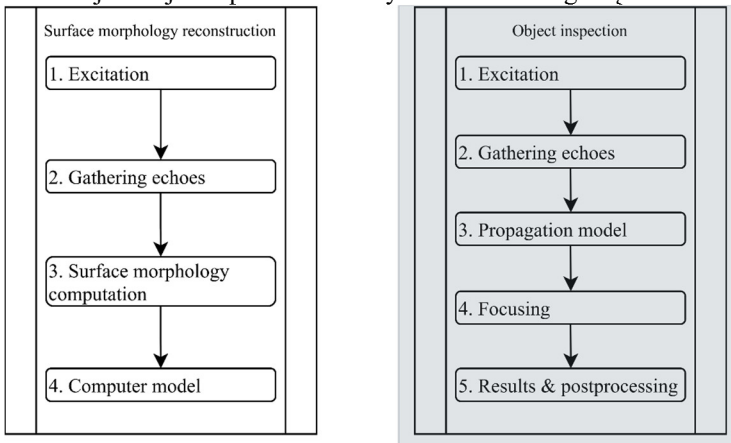 Surface morphology reconstruction
1. Excitation
2. Gathering echoes
3. Surface morphology
computation
4. Computer model
Object inspection
1. Excitation
2. Gathering echoes
3. Propagation model
4. Focusing
5. Results & postprocessing